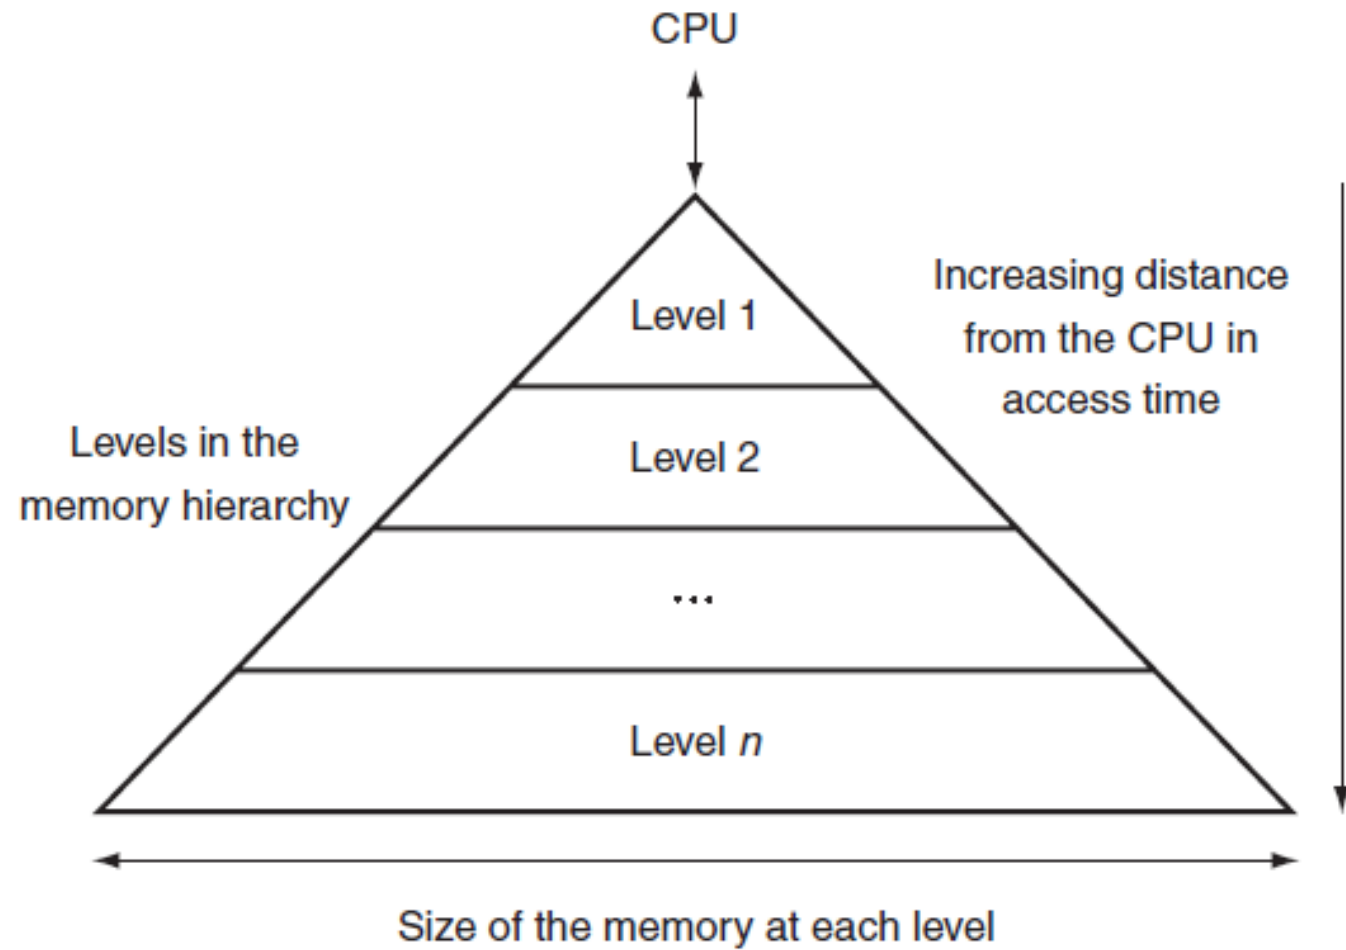 CPU
Level 1
Increasing distance
from the CPU in
access time
Levels in the
memory hierarchy
Level 2
...
Level n
Size of the memory at each level